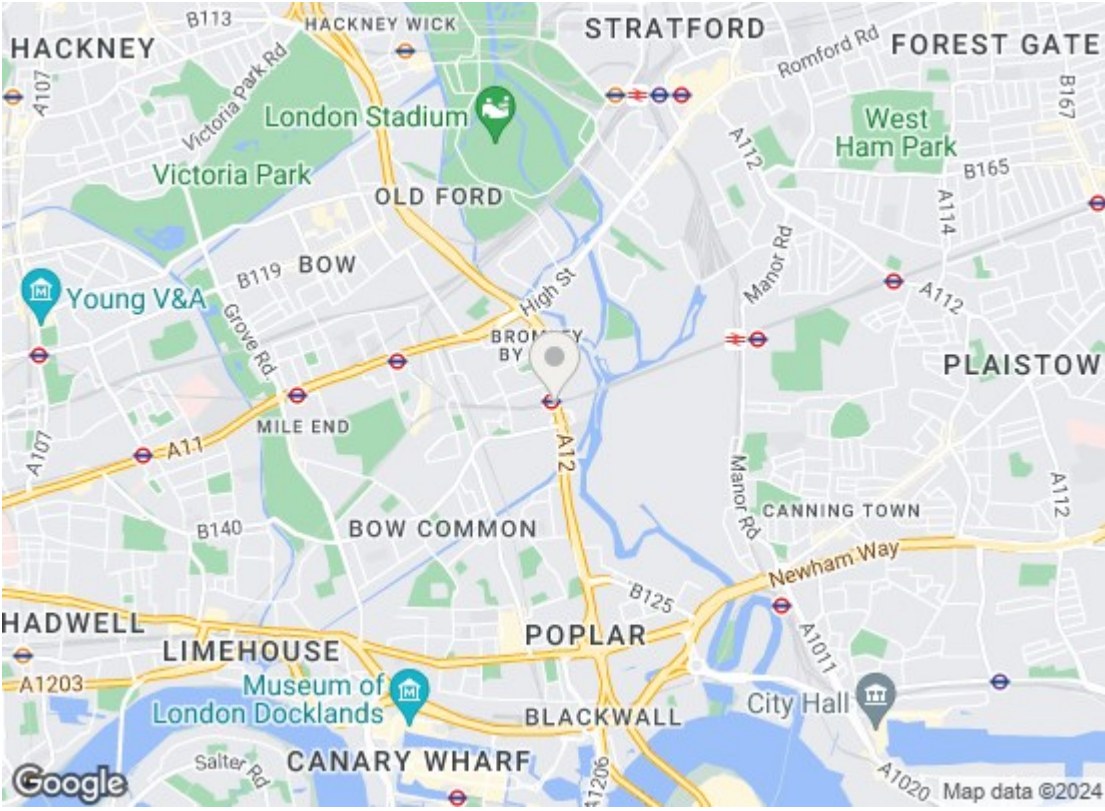 B113
HACKNEY WICK
STRATFORD
HACKNEY
Romford Rd
FOREST GATE
A107
Victoria Park Rd
B167
London Stadium
A112
West
Ham Park
Victoria Park
B165
OLD FORD
A114
BOW
B119
Manor Rd
High St
A112
Young V&A
Grove Rd
BY
PLAISTOW
MILE END
A11
A12
A107
Manor Rd
A112
CANNING TOWN
B140
BOW COMMON
Newham Way
B125
HADWELL
POPLAR
A1011
LIMEHOUSE
A1203
Museum of
London Docklands
City Hall
BLACKWALL
Salter Rd
CANARY WHARF
A1206
A1020
Google
Map data ©2024